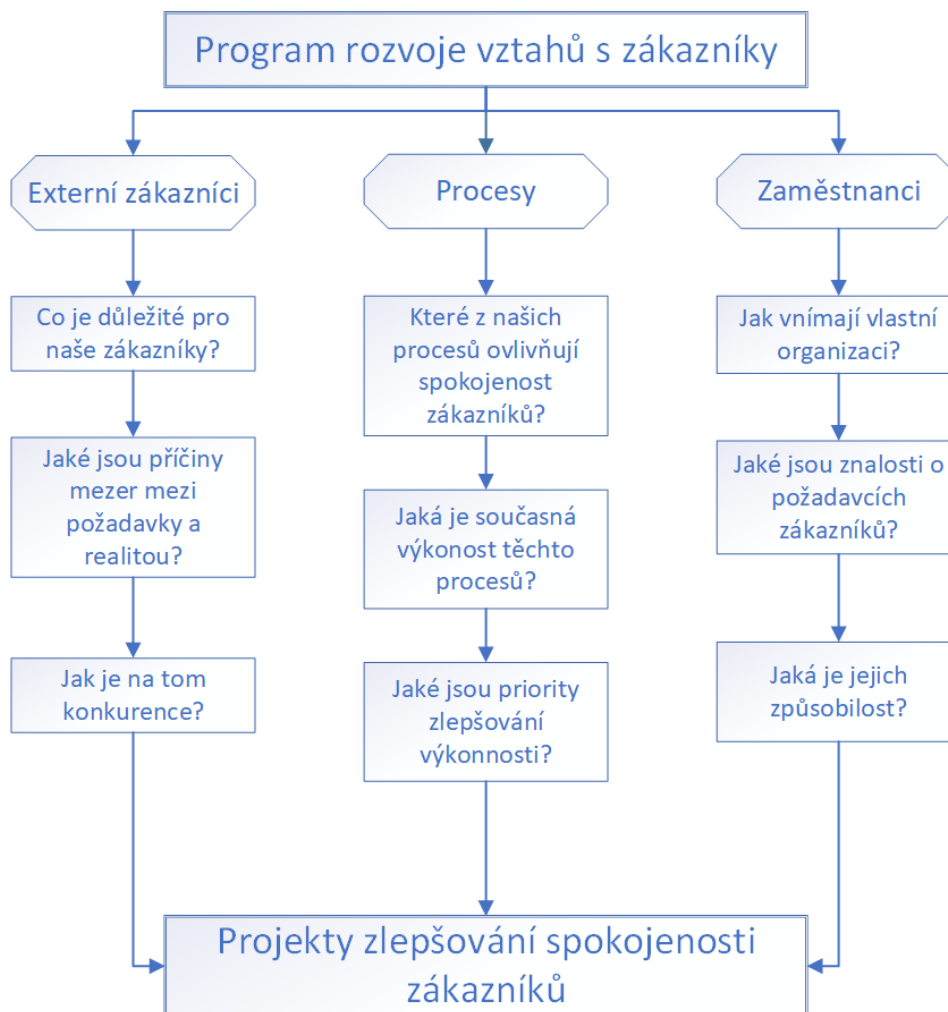 Program rozvoje vztahů s zákazníky
Externí zákazníci
Procesy
Zaměstnanci
Co je důležité pro
naše zákazníky?
Které z našich
procesů ovlivňují
spokojenost
zákazníků?
Jak vnímají vlastní
organizaci?
Jaké jsou příčiny
mezer mezi
požadavky a
realitou?
Jaká je současná
výkonost těchto
procesů?
Jaké jsou znalosti o
požadavcích
zákazníků?
Jak je na tom
konkurence?
Jaké jsou priority
zlepšování
výkonnosti?
Jaká je jejich
způsobilost?
Projekty zlepšování spokojenosti
zákazníků